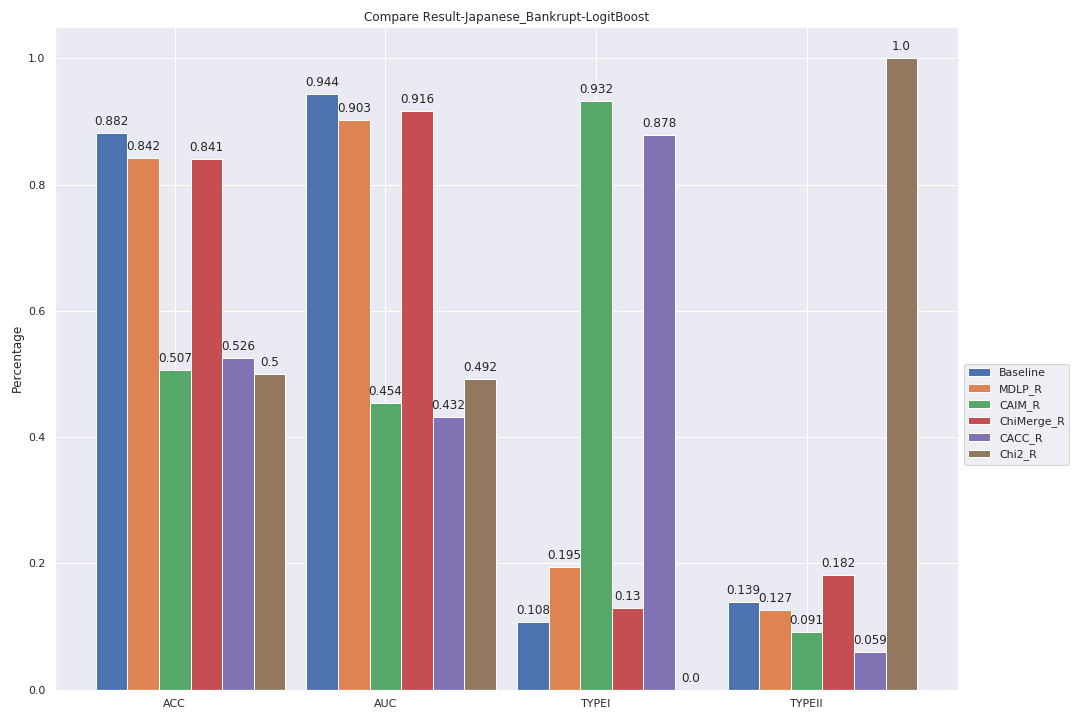 Compare Result-Japanese_Bankrupt-LogitBoost
Percentage
1.0
0.8
0.6
0.4
0.2
0.0
0.882
0.842
0.507
0.841
0.526
0.5
0.944
0.903
0.454
0.916
0.432
0.492
0.108
0.195
0.932
0.13
0.878
0.0
0.139
0.127
0.091
0.182
0.059
1.0
ACC
AUC
TYPEI
TYPEII
Baseline
MDLP_R
CAIM_R
ChiMerge_R
CACC_R
Chi2_R